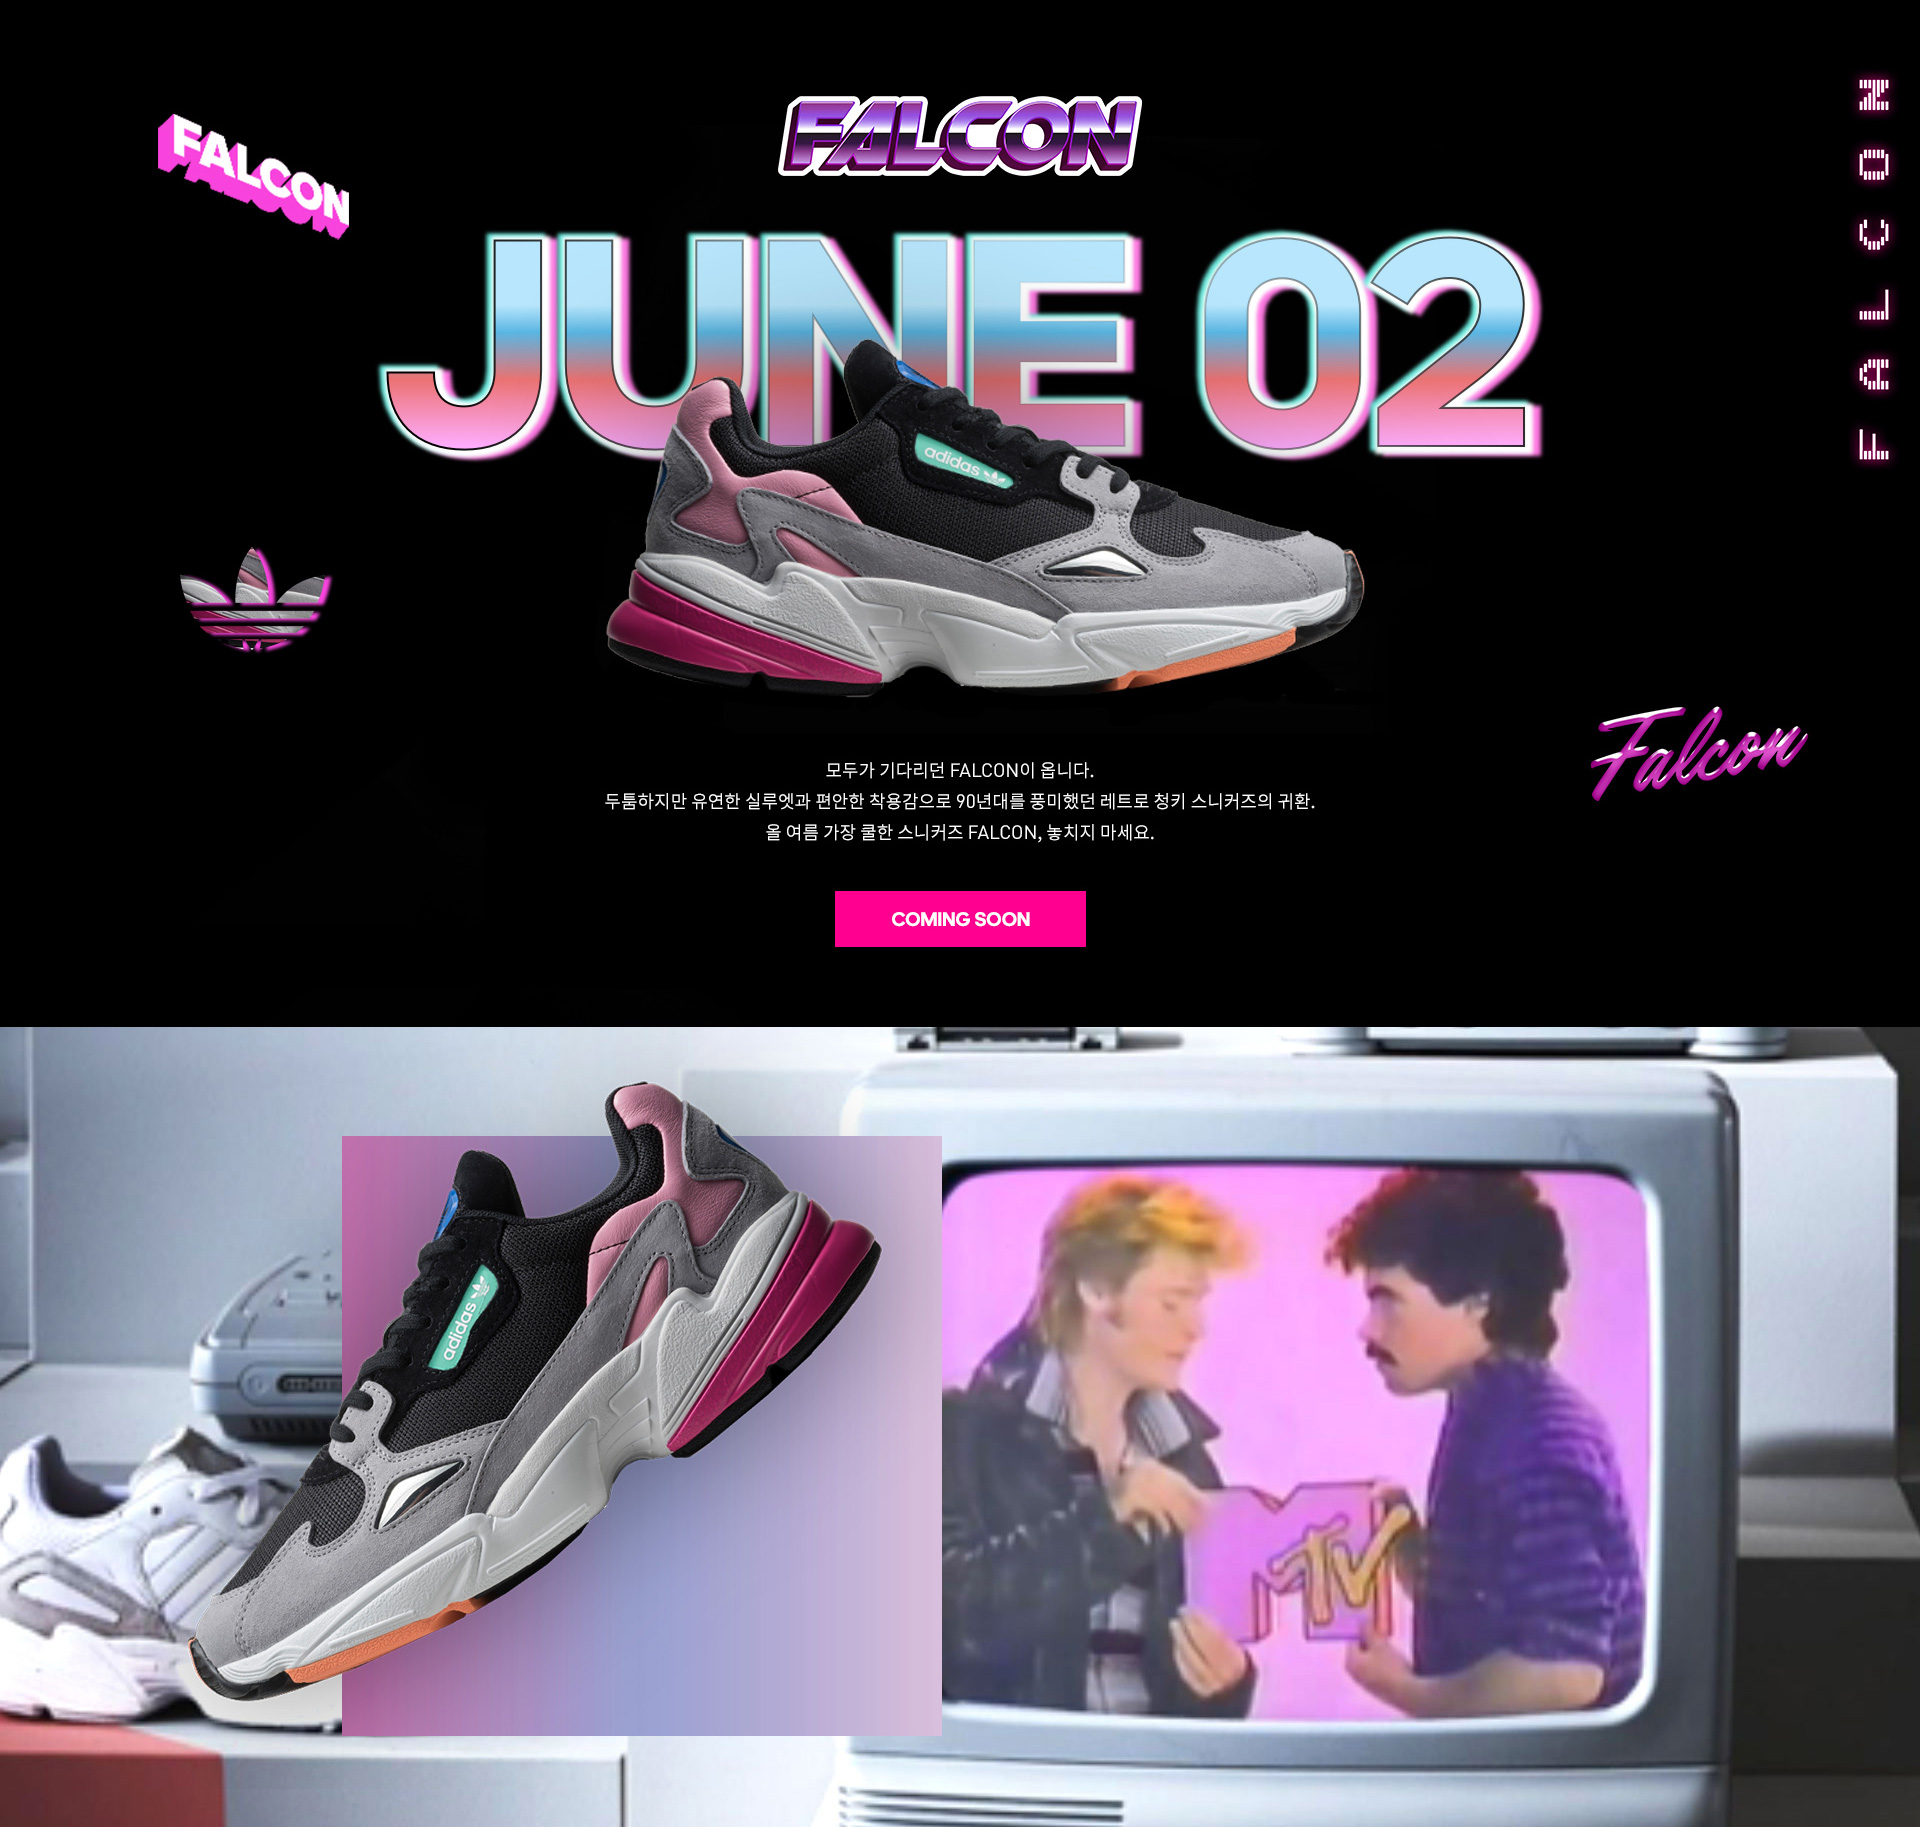 FALCON
FALCON
FALCON
JUNE 02
adidas
Falcon
모두가 기다리던 FALCON이 옵니다.
두툼하지만 유연한 실루엣과 편안한 착용감으로 90년대를 풍미했던 레트로 청키 스니커즈의 귀환.
올 여름 가장 쿨한 스니커즈 FALCON, 놓치지 마세요.
COMING SOON
adidas
MTV